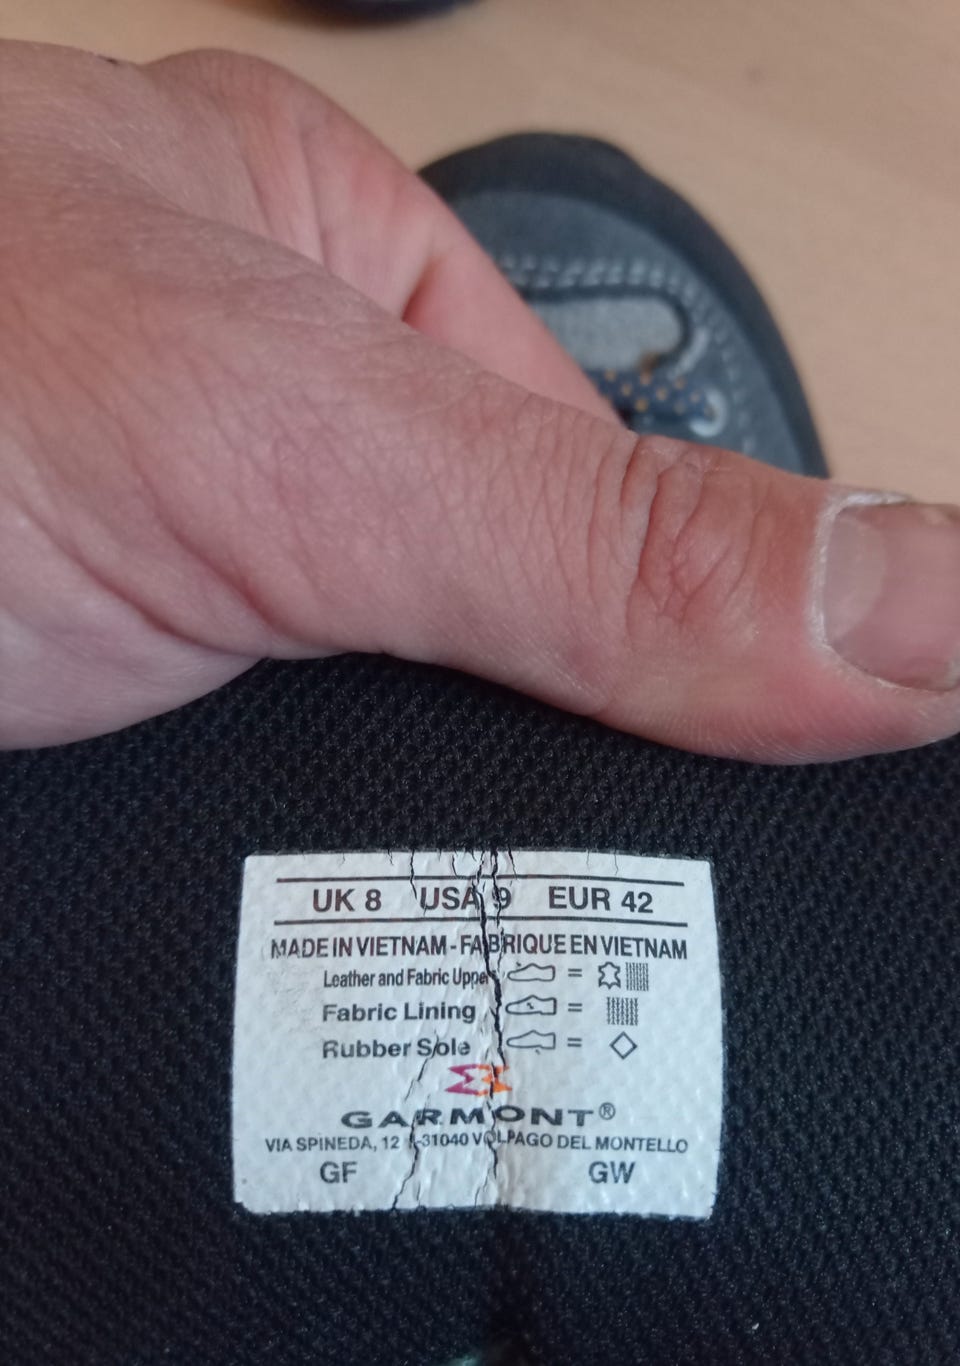 UK 8 USA 9 EUR 42
MADE IN VIETNAM - FABRIQUE EN VIETNAM
Leather and Fabric Upper =
Fabric Lining =
Rubber Sole =
GARMONT®
VIA SPINEDA, 12 I-31040 VOLPAGO DEL MONTELLO
GF GW